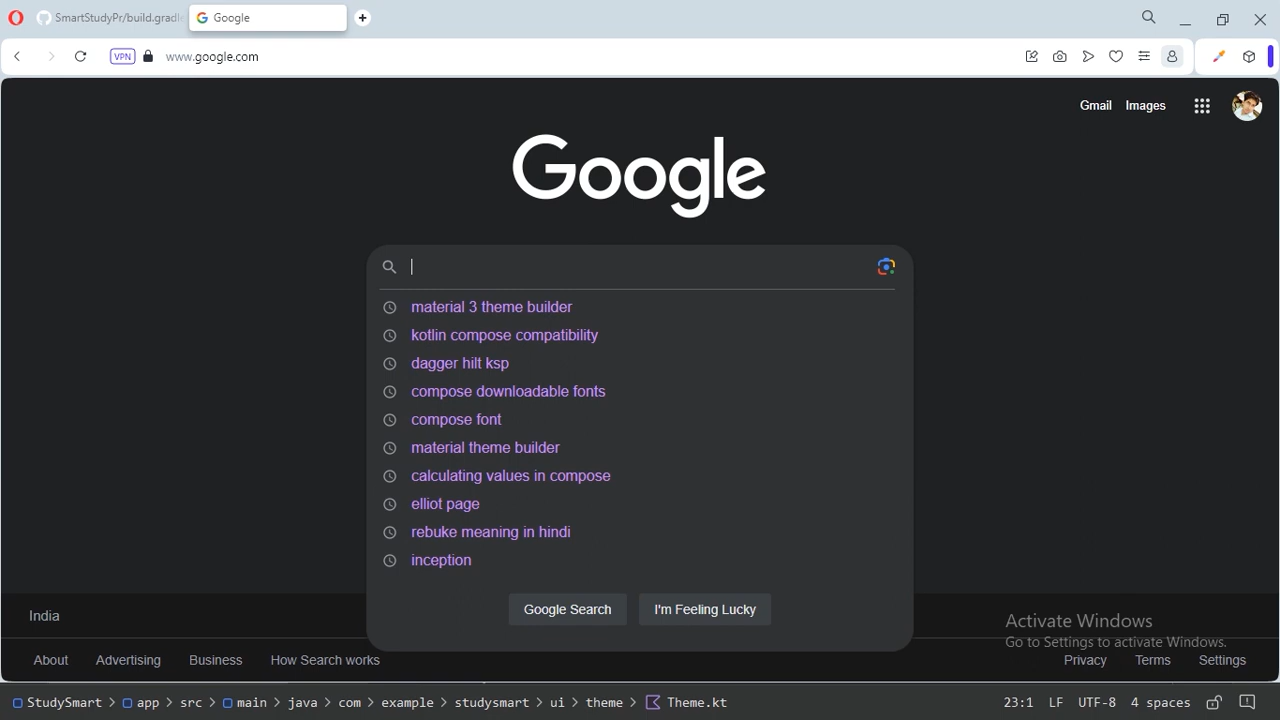 SmartStudyPr/build.gradl
Google
VPN
www.google.com
Gmail Images
Google
material 3 theme builder
kotlin compose compatibility
dagger hilt ksp
compose downloadable fonts
compose font
material theme builder
calculating values in compose
elliot page
rebuke meaning in hindi
inception
Google Search
I'm Feeling Lucky
India
Activate Windows
Go to Settings to activate Windows.
About Advertising Business How Search works
Privacy Terms Settings
StudySmart > app > src > main > java > com > example > studysmart > ui > theme > Theme.kt
23:1 LF UTF-8 4 spaces